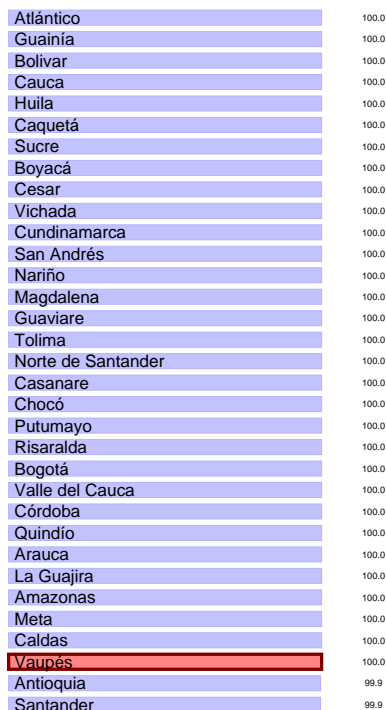 Atlántico 100.0
Guainía 100.0
Bolivar 100.0
Cauca 100.0
Huila 100.0
Caquetá 100.0
Sucre 100.0
Boyacá 100.0
Cesar 100.0
Vichada 100.0
Cundinamarca 100.0
San Andrés 100.0
Nariño 100.0
Magdalena 100.0
Guaviare 100.0
Tolima 100.0
Norte de Santander 100.0
Casanare 100.0
Chocó 100.0
Putumayo 100.0
Risaralda 100.0
Bogotá 100.0
Valle del Cauca 100.0
Córdoba 100.0
Quindío 100.0
Arauca 100.0
La Guajira 100.0
Amazonas 100.0
Meta 100.0
Caldas 100.0
Vaupés 100.0
Antioquia 99.9
Santander 99.9